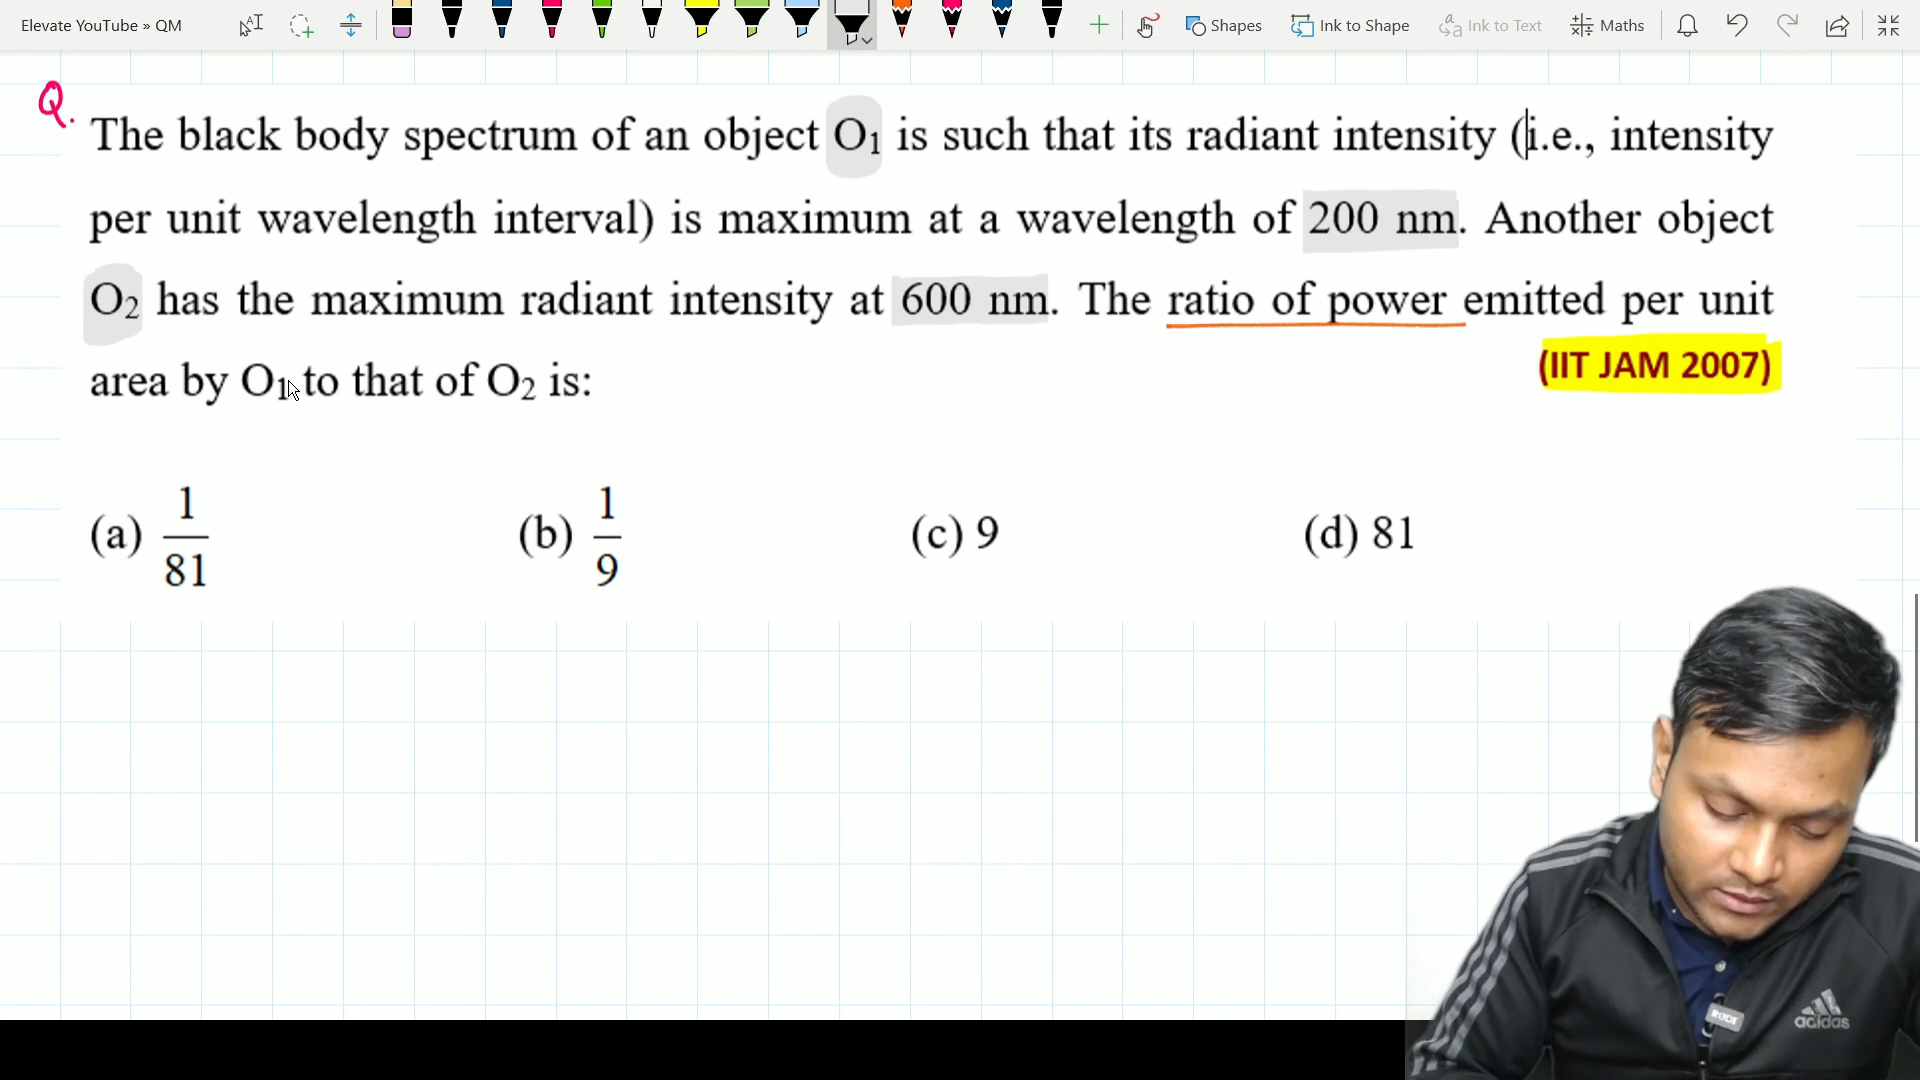 Elevate YouTube » QM
Shapes
Ink to Shape
Ink to Text
Maths
Q.
The black body spectrum of an object O₁ is such that its radiant intensity (i.e., intensity
per unit wavelength interval) is maximum at a wavelength of 200 nm. Another object
O₂ has the maximum radiant intensity at 600 nm. The ratio of power emitted per unit
area by O₁ to that of O₂ is:
(IIT JAM 2007)
(a) 1/81 (b) 1/9 (c) 9 (d) 81
RODE
adidas